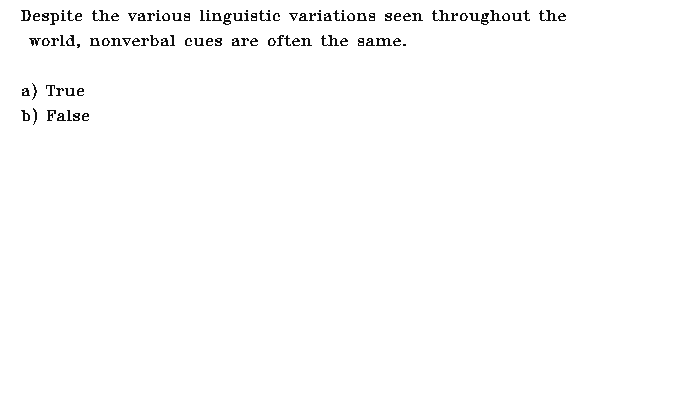 Despite the various linguistic variations seen throughout the
world, nonverbal cues are often the same.
a) True
b) False